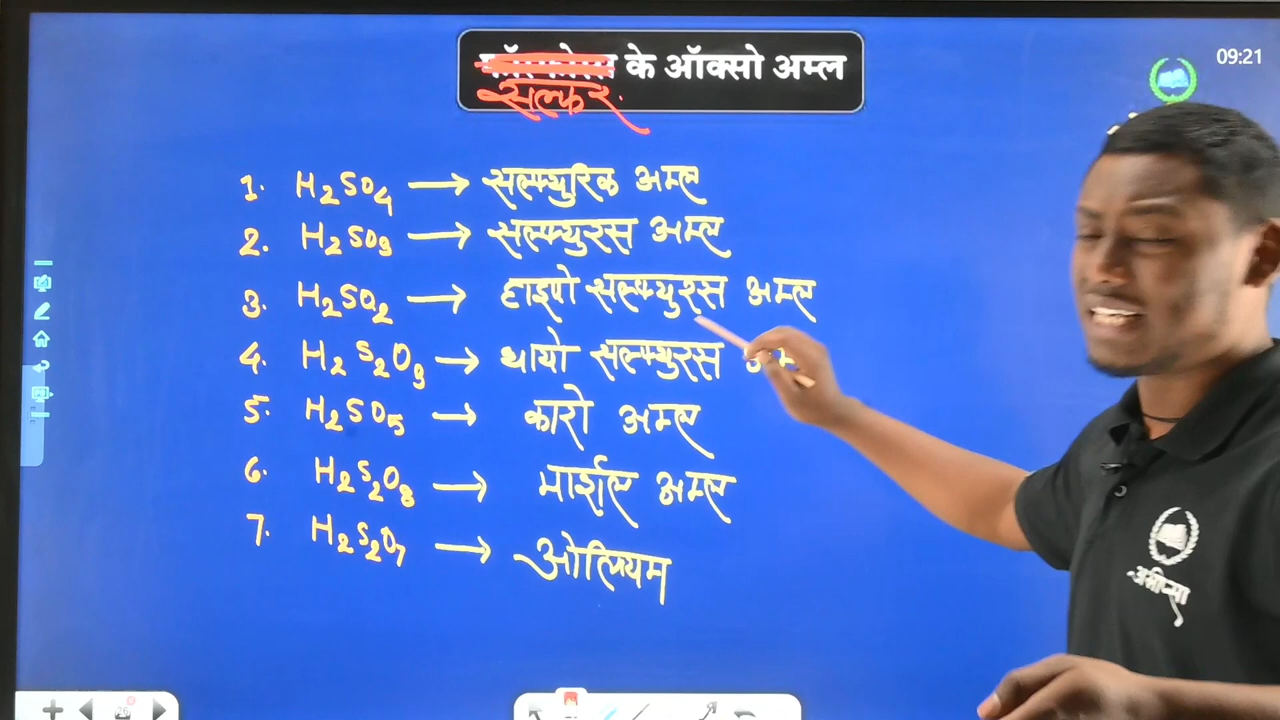 के ऑक्सो अम्ल
सल्फर
09:21
1. H2SO4 → सल्फ्युरिक अम्ल
2. H2SO3 → सल्फ्युरस अम्ल
3. H2SO2 → हाइपो सल्फ्युरस अम्ल
4. H2S2O3 → थायो सल्फ्युरस अम्
5. H2SO5 → कारो अम्ल
6. H2S2O8 → मार्शल अम्ल
7. H2S2O7 → ओलियम
अभीप्सा